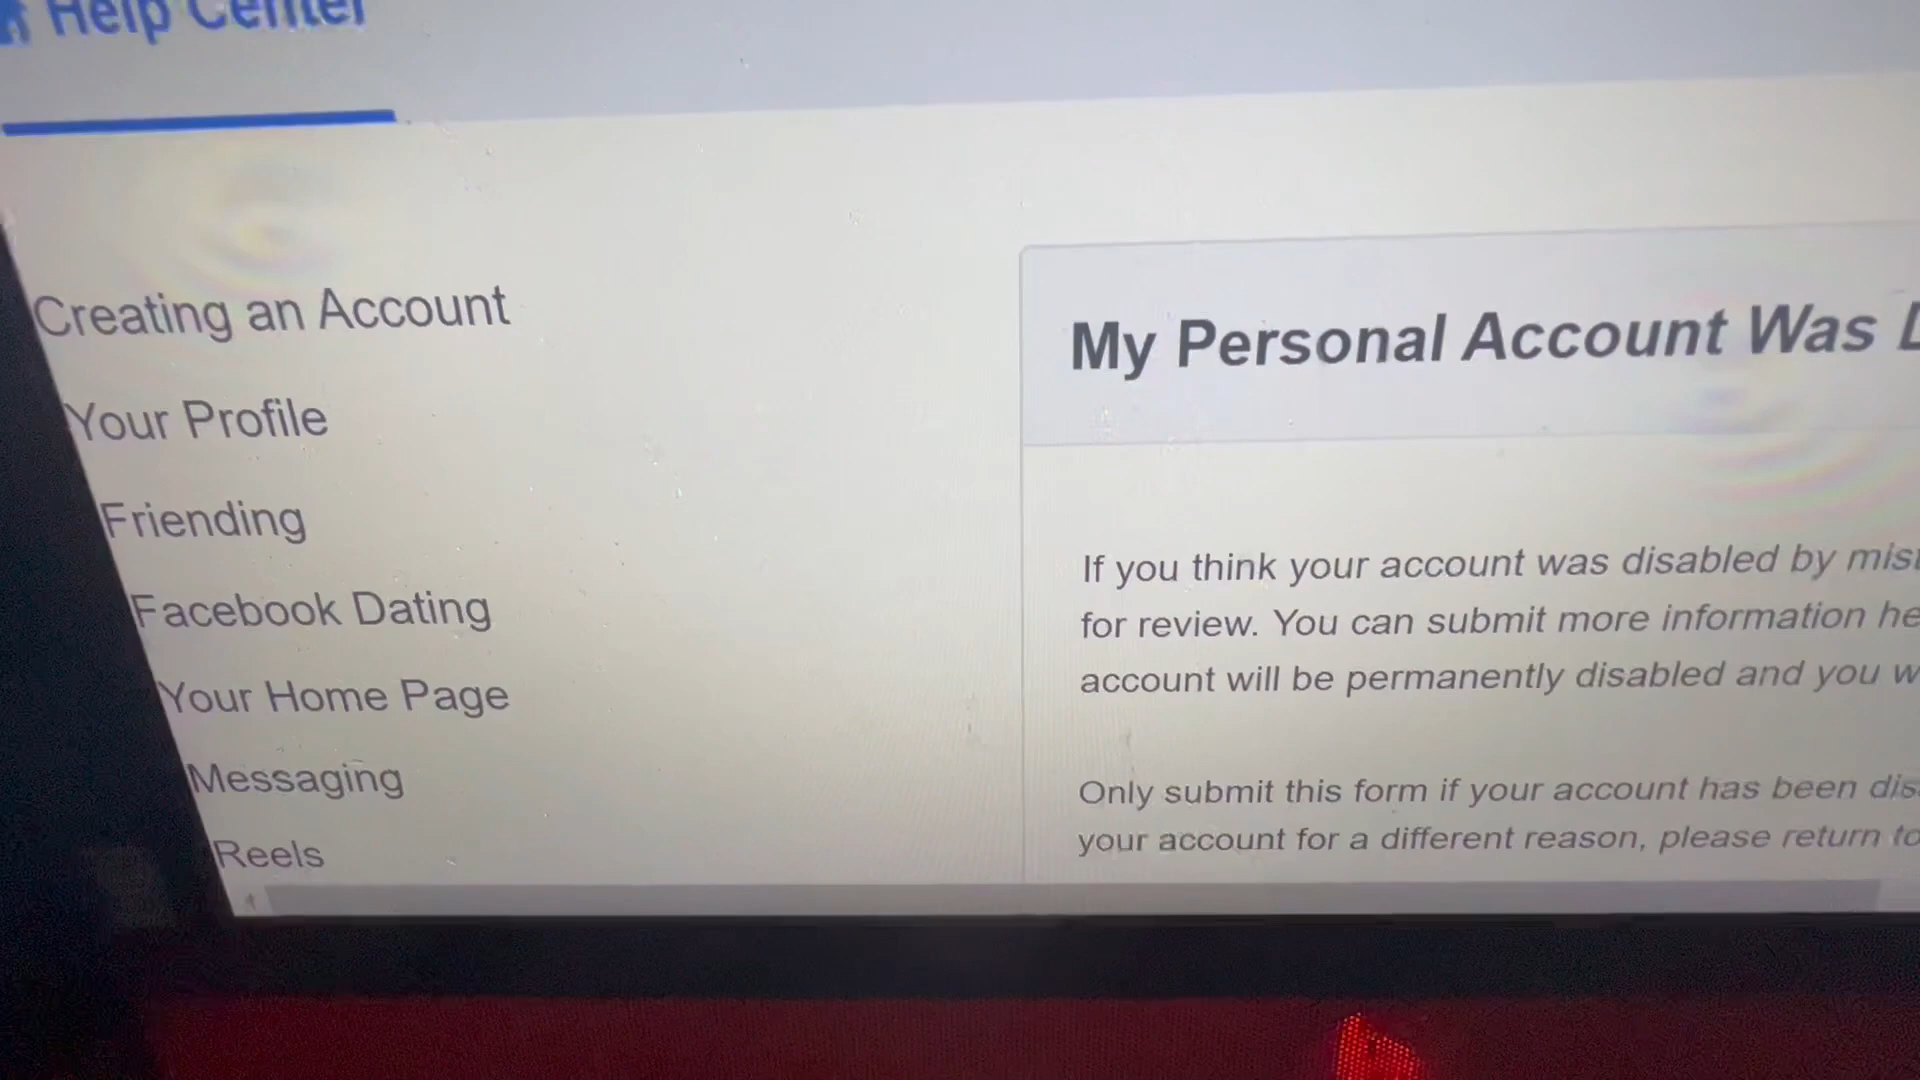 Help Center
Creating an Account
Your Profile
Friending
Facebook Dating
Your Home Page
Messaging
Reels
My Personal Account Was
If you think your account was disabled by
for review. You can submit more information
account will be permanently disabled and you
Only submit this form if your account has been
your account for a different reason, please return to